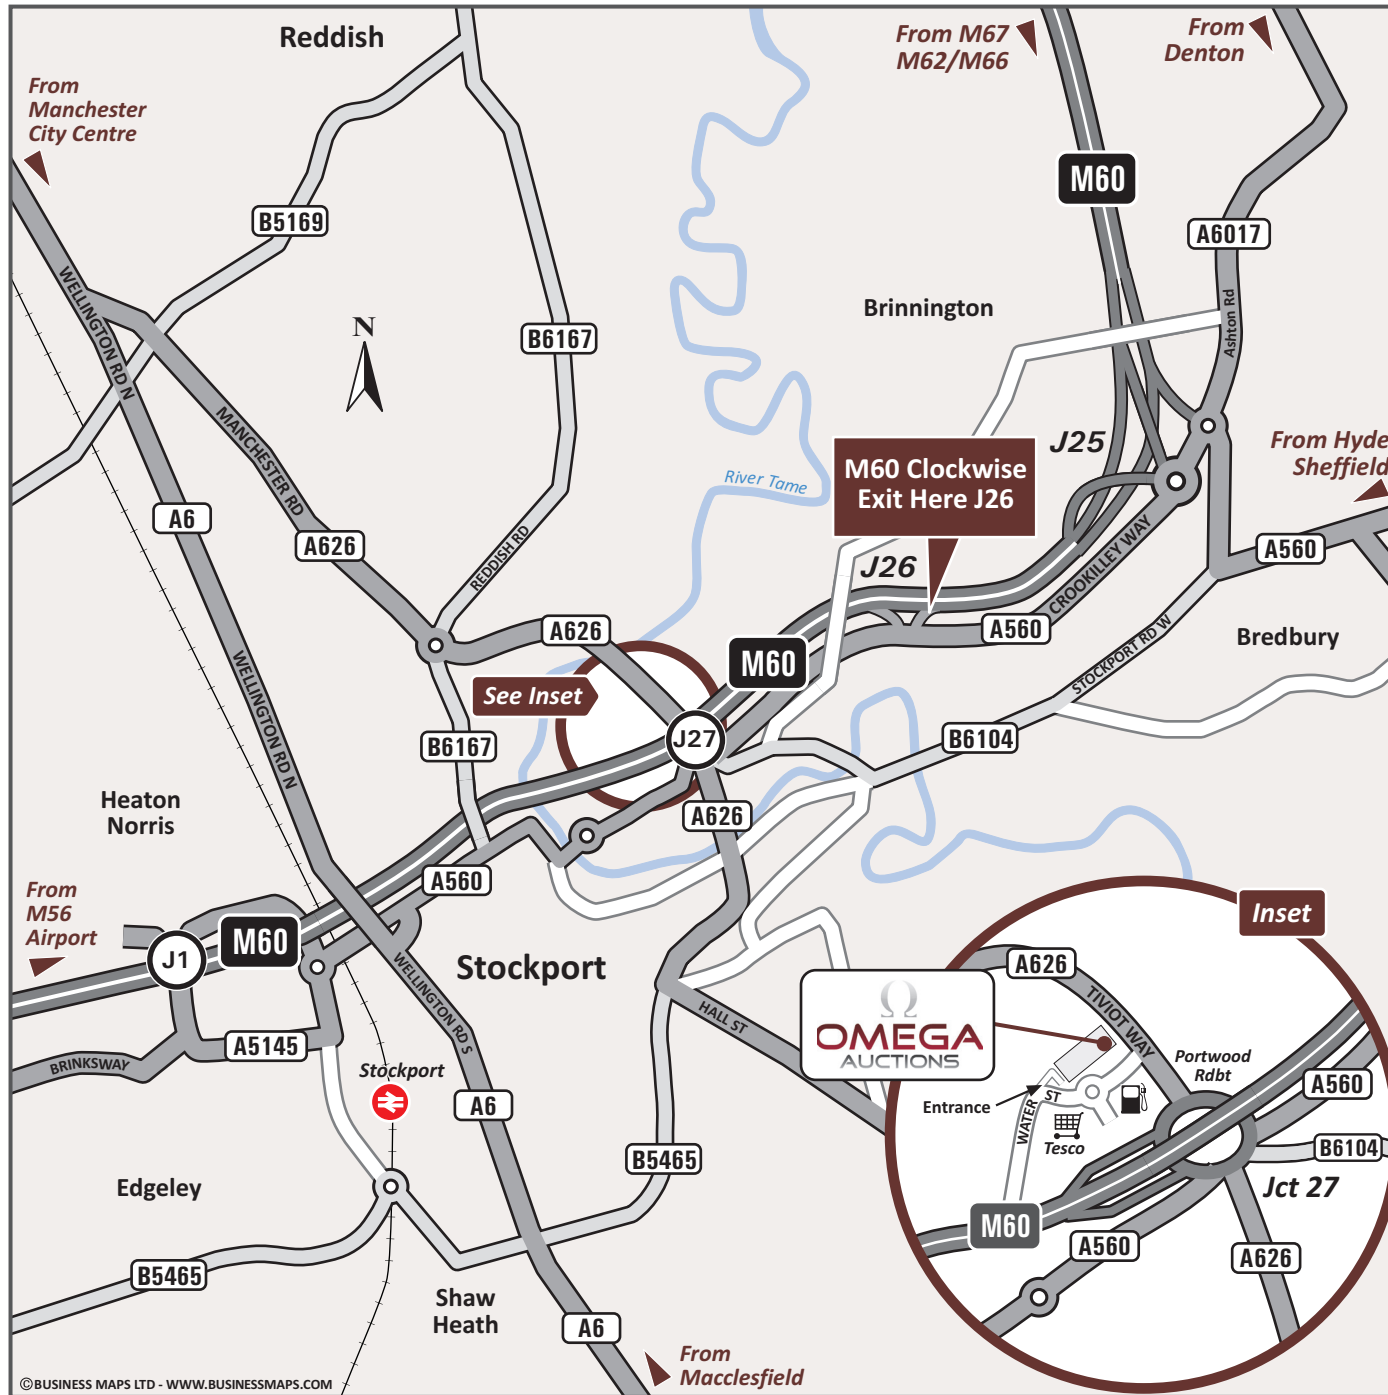 Reddish
From M67
M62/M66
From
Denton
From
Manchester
City Centre
M60
B5169
A6017
WELLINGTON RD N
Brinnington
Ashton Rd
N
B6167
MANCHESTER RD
J25
From Hyde
Sheffield
M60 Clockwise
Exit Here J26
River Tame
A6
A626
REDDISH RD
J26
CROOKILLEY WAY
A560
A626
A560
STOCKPORT RD W
Bredbury
M60
WELLINGTON RD N
See Inset
B6167
J27
B6104
Heaton
Norris
A626
A560
From
M56
Airport
J1
M60
Inset
Stockport
WELLINGTON RD S
HALL ST
A626
TIVIOT WAY
Ω
OMEGA
AUCTIONS
A5145
BRINKSWAY
Stockport
Portwood
Rdbt
A560
Entrance
WATER ST
Tesco
A6
B5465
B6104
Edgeley
Jct 27
M60
A560
A626
B5465
Shaw
Heath
A6
From
Macclesfield
©BUSINESS MAPS LTD - WWW.BUSINESSMAPS.COM